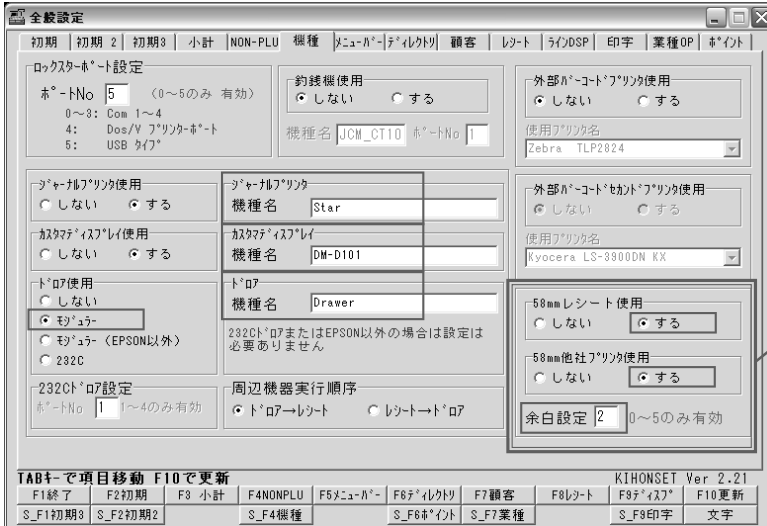 全般設定
初期 初期 2 初期3 小計 NON-PLU 機種 ﾒﾆｭｰﾊﾞｰ ﾃﾞｨﾚｸﾄﾘ 顧客 ﾚｼｰﾄ ﾗｲﾝDSP 印字 業種OP ﾎﾟｲﾝﾄ
ﾛｯｸｽﾀｰﾎﾟｰﾄ設定
ﾎﾟｰﾄNo 5 (0～5のみ 有効)
0～3: Com 1～4
4: Dos/V ﾌﾟﾘﾝﾀｰﾎﾟｰﾄ
5: USB ﾀｲﾌﾟ
釣銭機使用
しない する
機種名 JCM_CT10 ﾎﾟｰﾄNo 1
外部ﾊﾞｰｺｰﾄﾞﾌﾟﾘﾝﾀ使用
しない する
使用ﾌﾟﾘﾝﾀ名
Zebra TLP2824
ｼﾞｬｰﾅﾙﾌﾟﾘﾝﾀ使用
しない する
ｼﾞｬｰﾅﾙﾌﾟﾘﾝﾀ
機種名 Star
外部ﾊﾞｰｺｰﾄﾞｾｶﾝﾄﾞﾌﾟﾘﾝﾀ使用
しない する
使用ﾌﾟﾘﾝﾀ名
Kyocera LS-3900DN KX
ｶｽﾀﾏﾃﾞｨｽﾌﾟﾚｲ使用
しない する
ｶｽﾀﾏﾃﾞｨｽﾌﾟﾚｲ
機種名 DM-D101
ﾄﾞﾛｱ使用
しない
ﾓｼﾞｭﾗｰ
ﾓｼﾞｭﾗｰ (EPSON以外)
232C
ﾄﾞﾛｱ
機種名 Drawer
232CﾄﾞﾛｱまたはEPSON以外の場合は設定は
必要ありません
58mmレシート使用
しない する
58mm他社ﾌﾟﾘﾝﾀ使用
しない する
余白設定 2 0～5のみ有効
232Cﾄﾞﾛｱ設定
ﾎﾟｰﾄNo 1 1～4のみ有効
周辺機器実行順序
ﾄﾞﾛｱ→ﾚｼｰﾄ ﾚｼｰﾄ→ﾄﾞﾛｱ
TABｷｰで項目移動 F10で更新 KIHONSET Ver 2.21
F1終了 F2初期 F3 小計 F4NONPLU F5ﾒﾆｭｰﾊﾞｰ F6ﾃﾞｨﾚｸﾄﾘ F7顧客 F8ﾚｼｰﾄ F9ﾃﾞｨｽﾌﾟ F10更新
S_F1初期3 S_F2初期2 S_F4機種 S_F6ﾎﾟｲﾝﾄ S_F7業種 S_F9印字 文字